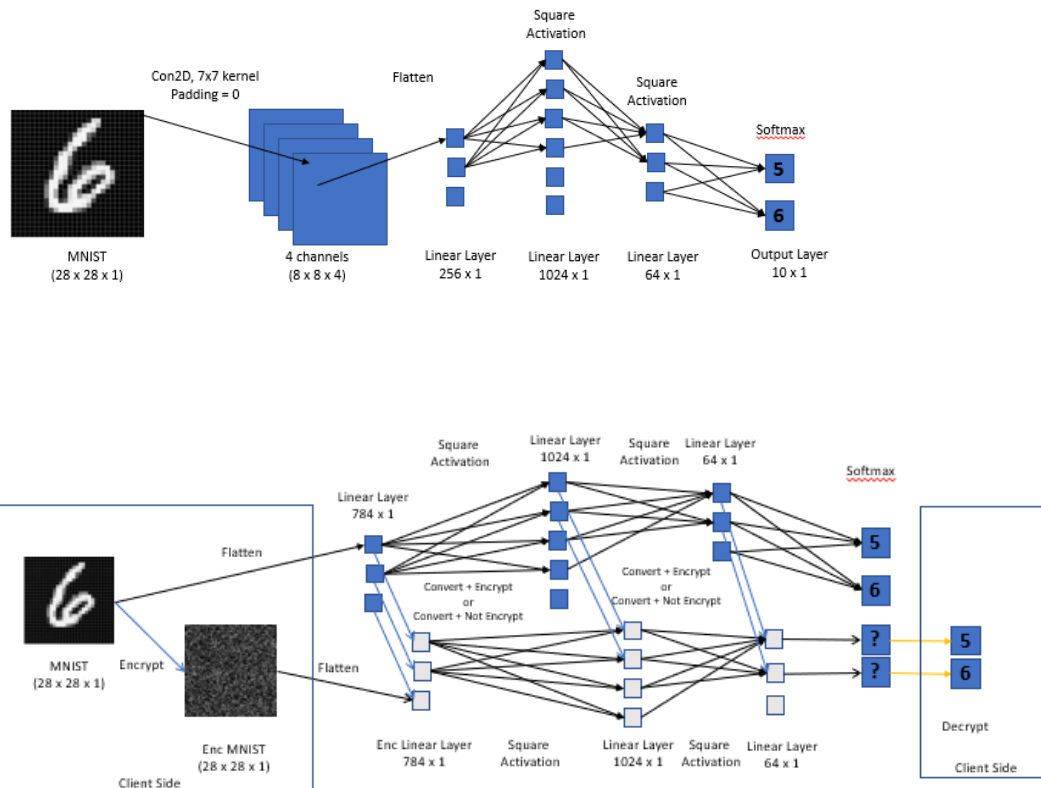 Square
Activation
Con2D, 7x7 kernel
Padding = 0
Flatten
Square
Activation
Softmax
5
6
MNIST
(28 x 28 x 1)
4 channels
(8 x 8 x 4)
Linear Layer
256 x 1
Linear Layer
1024 x 1
Linear Layer
64 x 1
Output Layer
10 x 1
Square
Activation
Linear Layer
1024 x 1
Square
Activation
Linear Layer
64 x 1
Softmax
Linear Layer
784 x 1
Flatten
5
Convert + Encrypt
or
Convert + Not Encrypt
Convert + Encrypt
or
Convert + Not Encrypt
6
MNIST
(28 x 28 x 1)
Encrypt
Flatten
?
5
?
6
Enc MNIST
(28 x 28 x 1)
Enc Linear Layer
784 x 1
Square
Activation
Linear Layer
1024 x 1
Square
Activation
Linear Layer
64 x 1
Decrypt
Client Side
Client Side